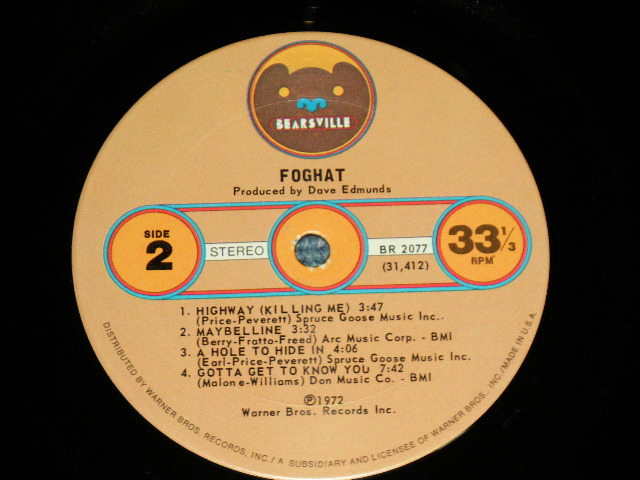 BEARSVILLE
FOGHAT
Produced by Dave Edmunds
SIDE
2
STEREO
BR 2077
(31,412)
33 1/3
RPM
1. HIGHWAY (KILLING ME) 3:47
(Price-Peverett) Spruce Goose Music Inc..
2. MAYBELLINE 3:32
(Berry-Fratto-Freed) Arc Music Corp. - BMI
3. A HOLE TO HIDE IN 4:06
(Earl-Price-Peverett) Spruce Goose Music Inc.
4. GOTTA GET TO KNOW YOU 7:42
(Malone-Williams) Don Music Co. - BMI
℗1972
Warner Bros. Records Inc.
DISTRIBUTED BY WARNER BROS. RECORDS, INC./A SUBSIDIARY AND LICENSEE OF WARNER BROS. INC./MADE IN U.S.A.